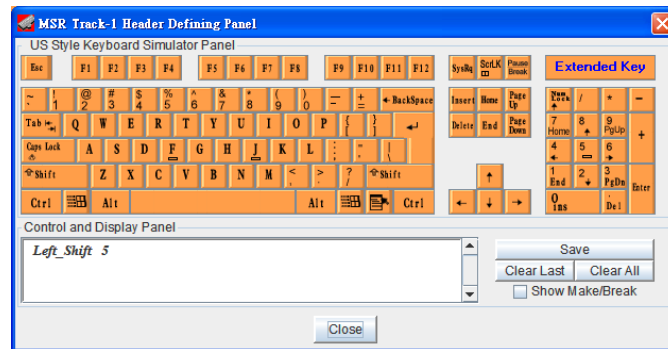 MSR Track-1 Header Defining Panel
US Style Keyboard Simulator Panel
Esc F1 F2 F3 F4 F5 F6 F7 F8 F9 F10 F11 F12 SysRq ScrLK Pause Break Extended Key
~ ! 1 @ 2 # 3 $ 4 % 5 ^ 6 & 7 * 8 ( 9 ) 0 — + = ←BackSpace Insert Home Page Up Num Lock / * −
Tab Q W E R T Y U I O P { [ } ] Delete End Page Down 7 Home 8 9 PgUp +
Caps Lock A S D F G H J K L : ; " ' | \ 4 5 6
Shift Z X C V B N M < , > . ? / Shift ↑ 1 End 2 3 PgDn Enter
Ctrl Alt Alt Ctrl ← ↓ → 0 ins . Del
Control and Display Panel
Left_Shift 5
Save
Clear Last Clear All
Show Make/Break
Close